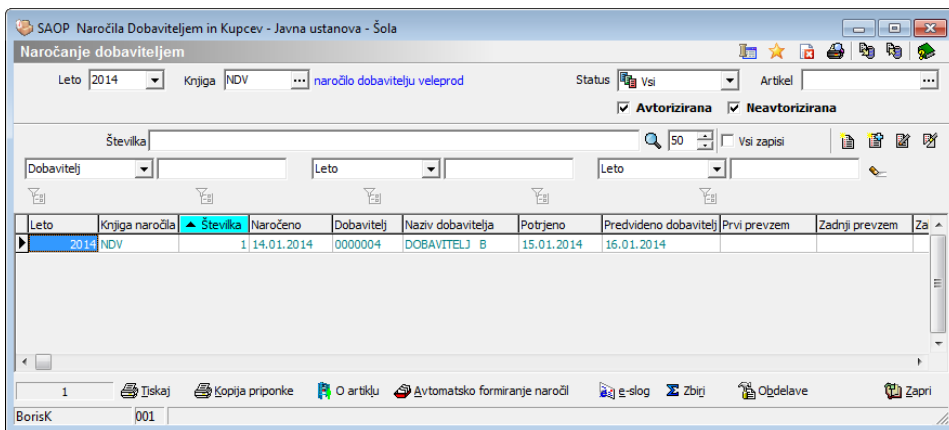 SAOP Naročila Dobaviteljem in Kupcev - Javna ustanova - Šola
Naročanje dobaviteljem
Leto 2014 Knjiga NDV ... naročilo dobavitelju veleprod Status Vsi Artikel ...
Avtorizirana Neavtorizirana
Številka 50 Vsi zapisi
Dobavitelj Leto Leto
Leto Knjiga naročila Številka Naročeno Dobavitelj Naziv dobavitelja Potrjeno Predvideno dobavitelj Prvi prevzem Zadnji prevzem Za
2014 NDV 1 14.01.2014 0000004 DOBAVITELJ B 15.01.2014 16.01.2014
1 Tiskaj Kopija priponke O artiklu Avtomatsko formiranje naročil e-slog Zbiri Obdelave Zapri
BorisK 001